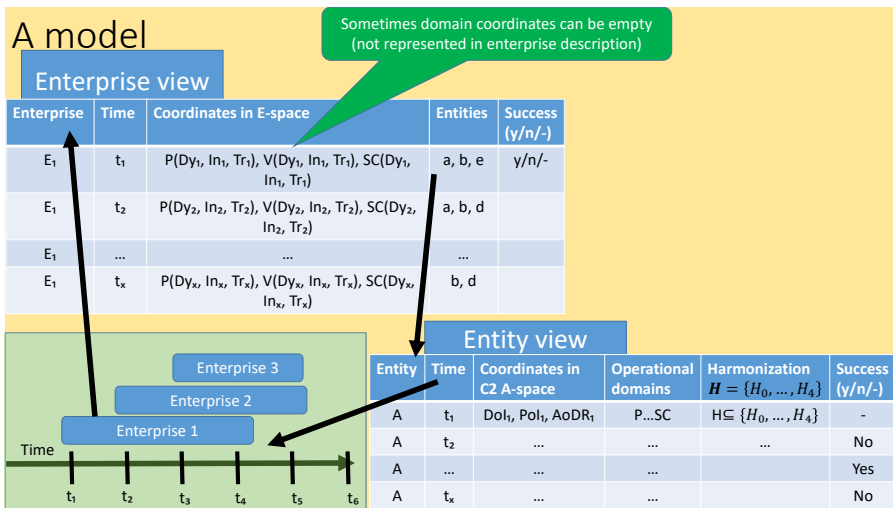 A model
Sometimes domain coordinates can be empty
(not represented in enterprise description)
Enterprise view
Enterprise Time Coordinates in E-space Entities Success
(y/n/-)
E₁ t₁ P(Dy₁, In₁, Tr₁), V(Dy₁, In₁, Tr₁), SC(Dy₁, a, b, e y/n/-
In₁, Tr₁)
E₁ t₂ P(Dy₂, In₂, Tr₂), V(Dy₂, In₂, Tr₂), SC(Dy₂, a, b, d
In₂, Tr₂)
E₁ ... ... ...
E₁ tₓ P(Dyₓ, Inₓ, Trₓ), V(Dyₓ, Inₓ, Trₓ), SC(Dyₓ, b, d
Inₓ, Trₓ)
Enterprise 3
Enterprise 2
Enterprise 1
Time
t₁ t₂ t₃ t₄ t₅ t₆
Entity view
Entity Time Coordinates in Operational Harmonization Success
C2 A-space domains H = {H₀, ..., H₄} (y/n/-)
A t₁ DoI₁, PoI₁, AoDR₁ P...SC H⊆ {H₀, ..., H₄} -
A t₂ ... ... ... No
A ... ... ... Yes
A tₓ ... ... No